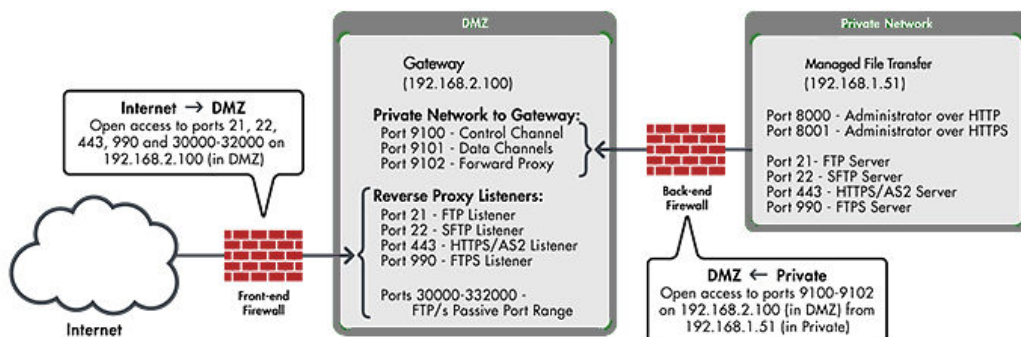 DMZ
Private Network
Gateway
(192.168.2.100)
Private Network to Gateway:
Port 9100 - Control Channel
Port 9101 - Data Channels
Port 9102 - Forward Proxy
Reverse Proxy Listeners:
Port 21 - FTP Listener
Port 22 - SFTP Listener
Port 443 - HTTPS/AS2 Listener
Port 990 - FTPS Listener
Ports 30000-332000 -
FTP/s Passive Port Range
Internet → DMZ
Open access to ports 21, 22,
443, 990 and 30000-32000 on
192.168.2.100 (in DMZ)
Internet
Front-end
Firewall
Back-end
Firewall
DMZ ← Private
Open access to ports 9100-9102
on 192.168.2.100 (in DMZ) from
192.168.1.51 (in Private)
Managed File Transfer
(192.168.1.51)
Port 8000 - Administrator over HTTP
Port 8001 - Administrator over HTTPS
Port 21- FTP Server
Port 22 - SFTP Server
Port 443 - HTTPS/AS2 Server
Port 990 - FTPS Server